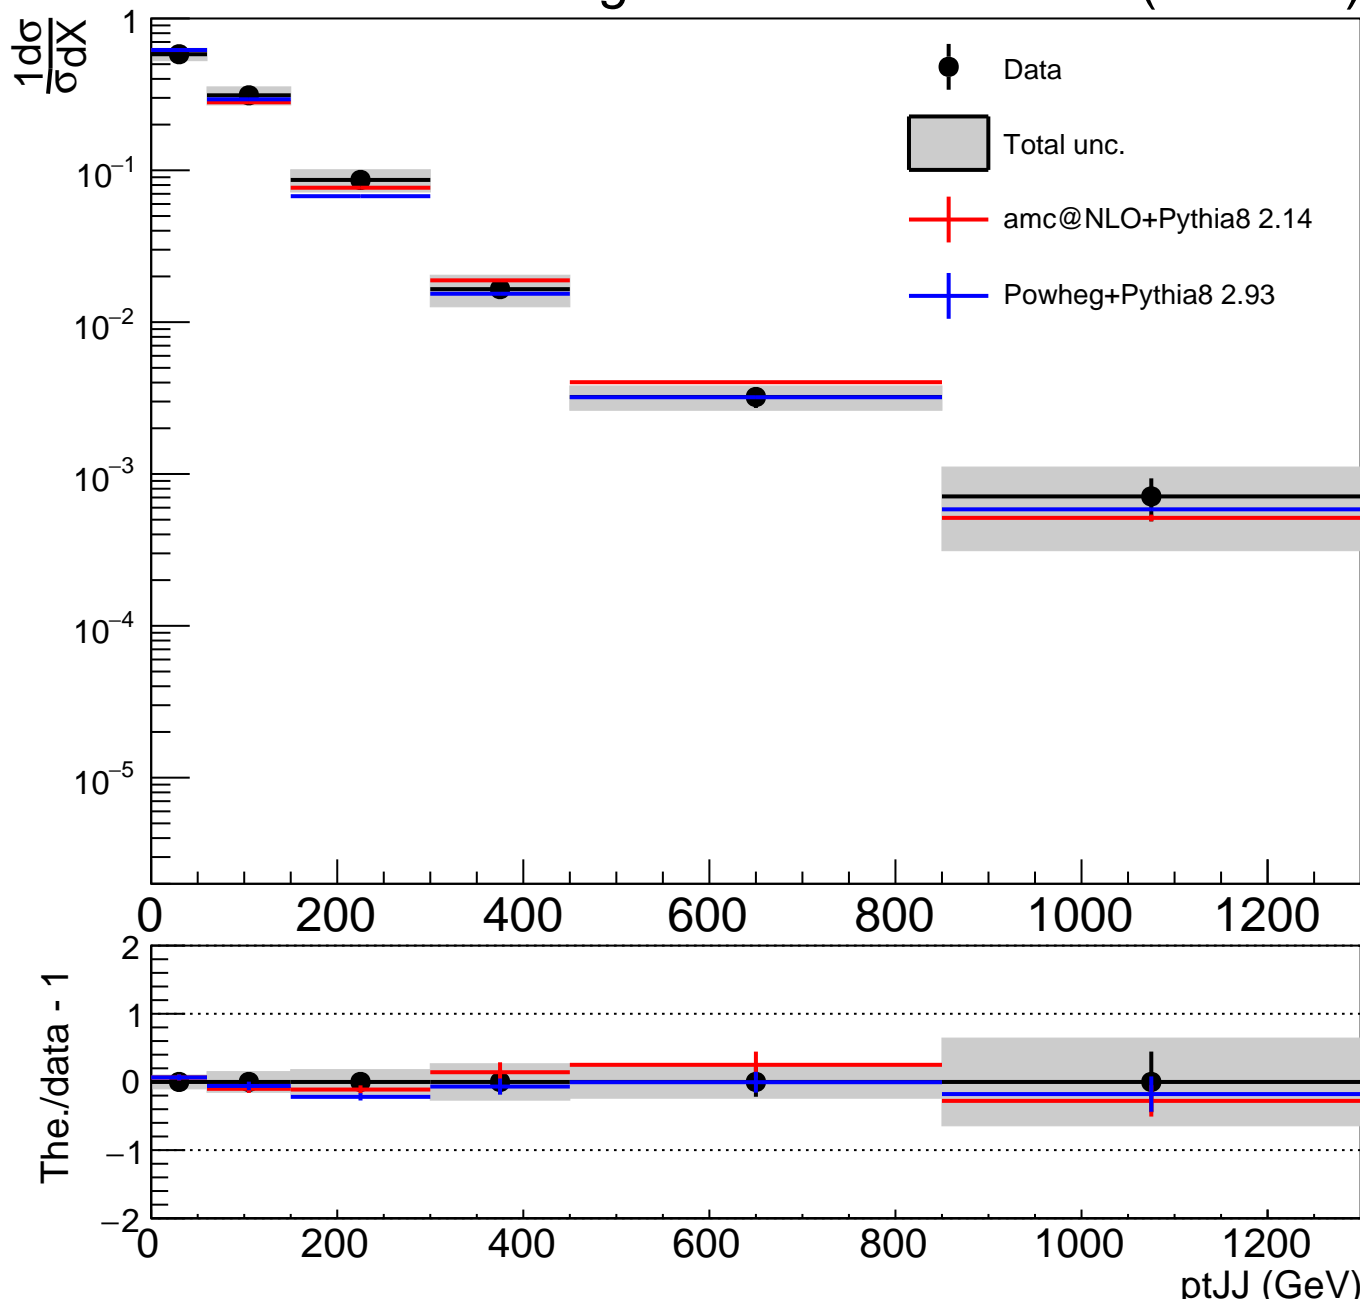 1
1dσ
σdX
Data
Total unc.
10−1
amc@NLO+Pythia8 2.14
Powheg+Pythia8 2.93
10−2
10−3
10−4
10−5
0 200 400 600 800 1000 1200
The./data - 1
2
1
0
−1
−2
0 200 400 600 800 1000 1200
ptJJ (GeV)